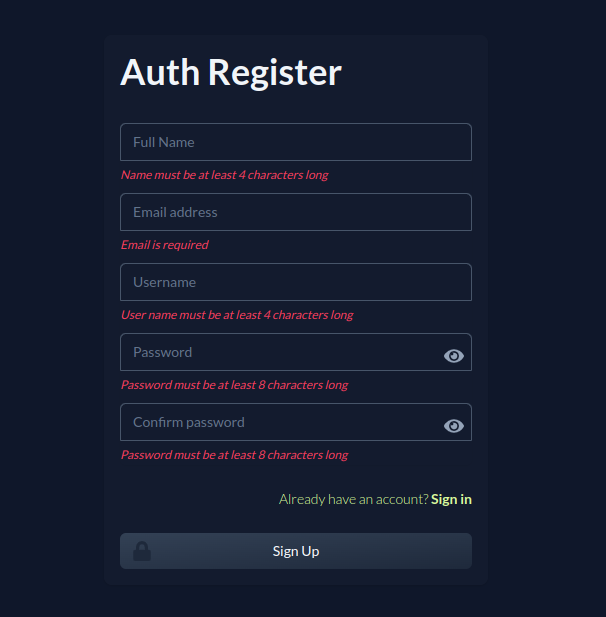 Auth Register
Full Name
Name must be at least 4 characters long
Email address
Email is required
Username
User name must be at least 4 characters long
Password
Password must be at least 8 characters long
Confirm password
Password must be at least 8 characters long
Already have an account? Sign in
Sign Up